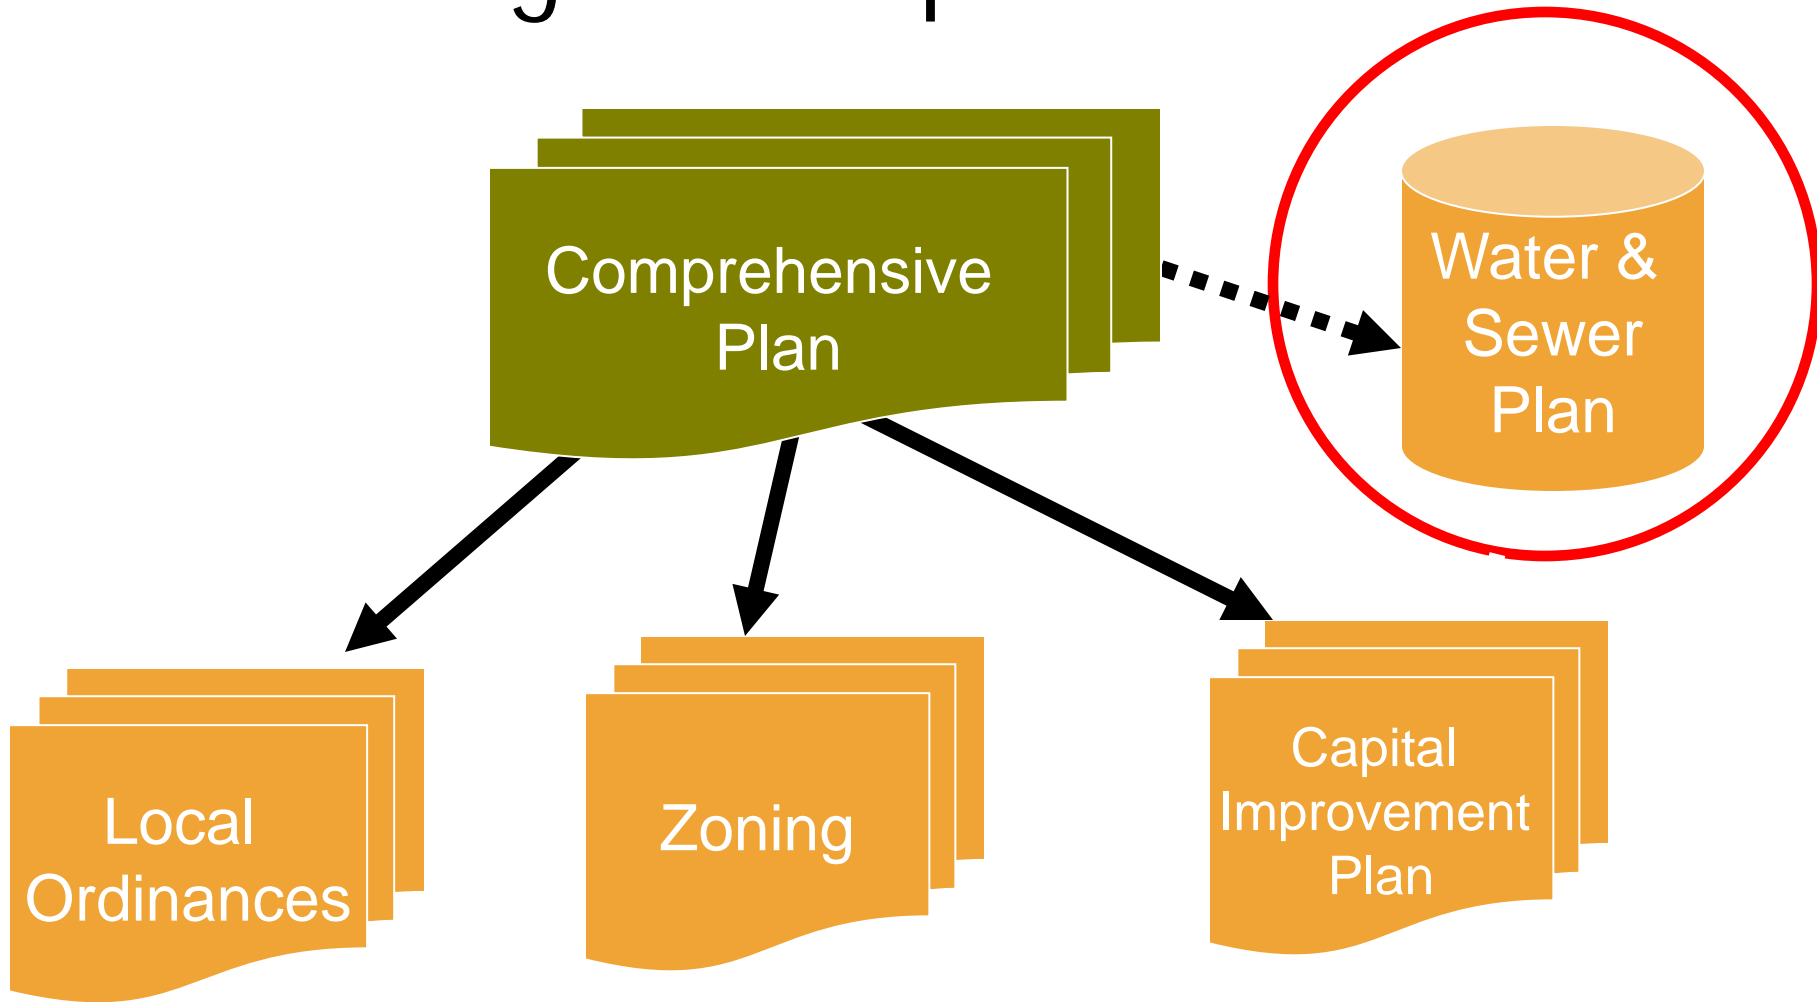 Comprehensive
Plan
Water &
Sewer
Plan
Local
Ordinances
Zoning
Capital
Improvement
Plan